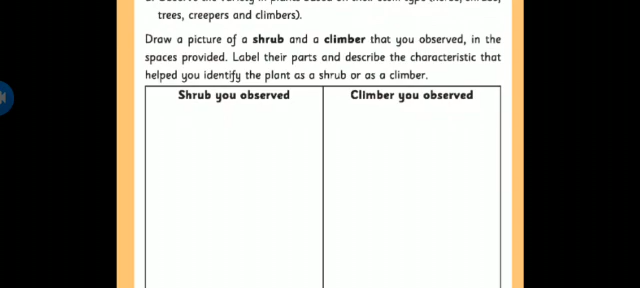 trees, creepers and climbers).
Draw a picture of a shrub and a climber that you observed, in the
spaces provided. Label their parts and describe the characteristic that
helped you identify the plant as a shrub or as a climber.
Shrub you observed
Climber you observed